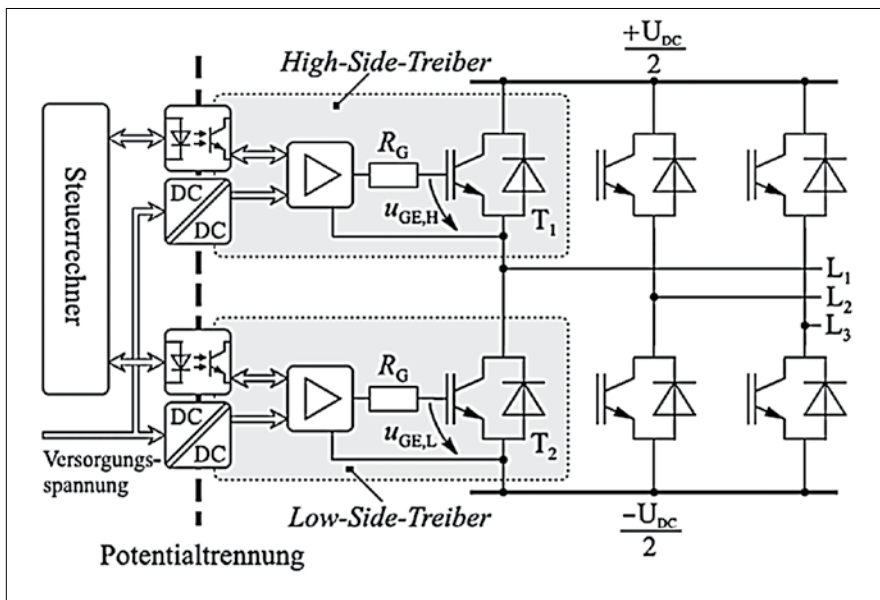 +U_DC
2
High-Side-Treiber
Steuerrechner
R_G
DC
DC
u_GE,H
T_1
L_1
L_2
L_3
R_G
DC
DC
u_GE,L
T_2
Versorgungs-
spannung
Low-Side-Treiber
-U_DC
2
Potentialtrennung